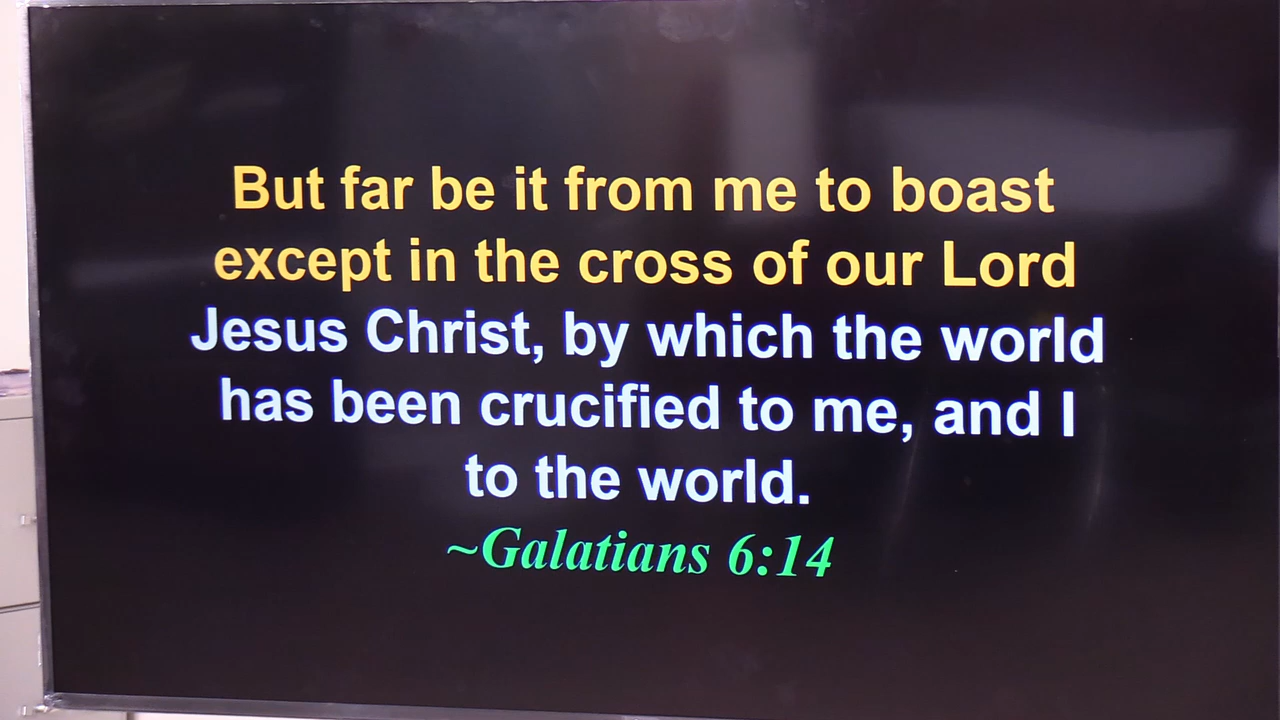 But far be it from me to boast
except in the cross of our Lord
Jesus Christ, by which the world
has been crucified to me, and I
to the world.
~Galatians 6:14